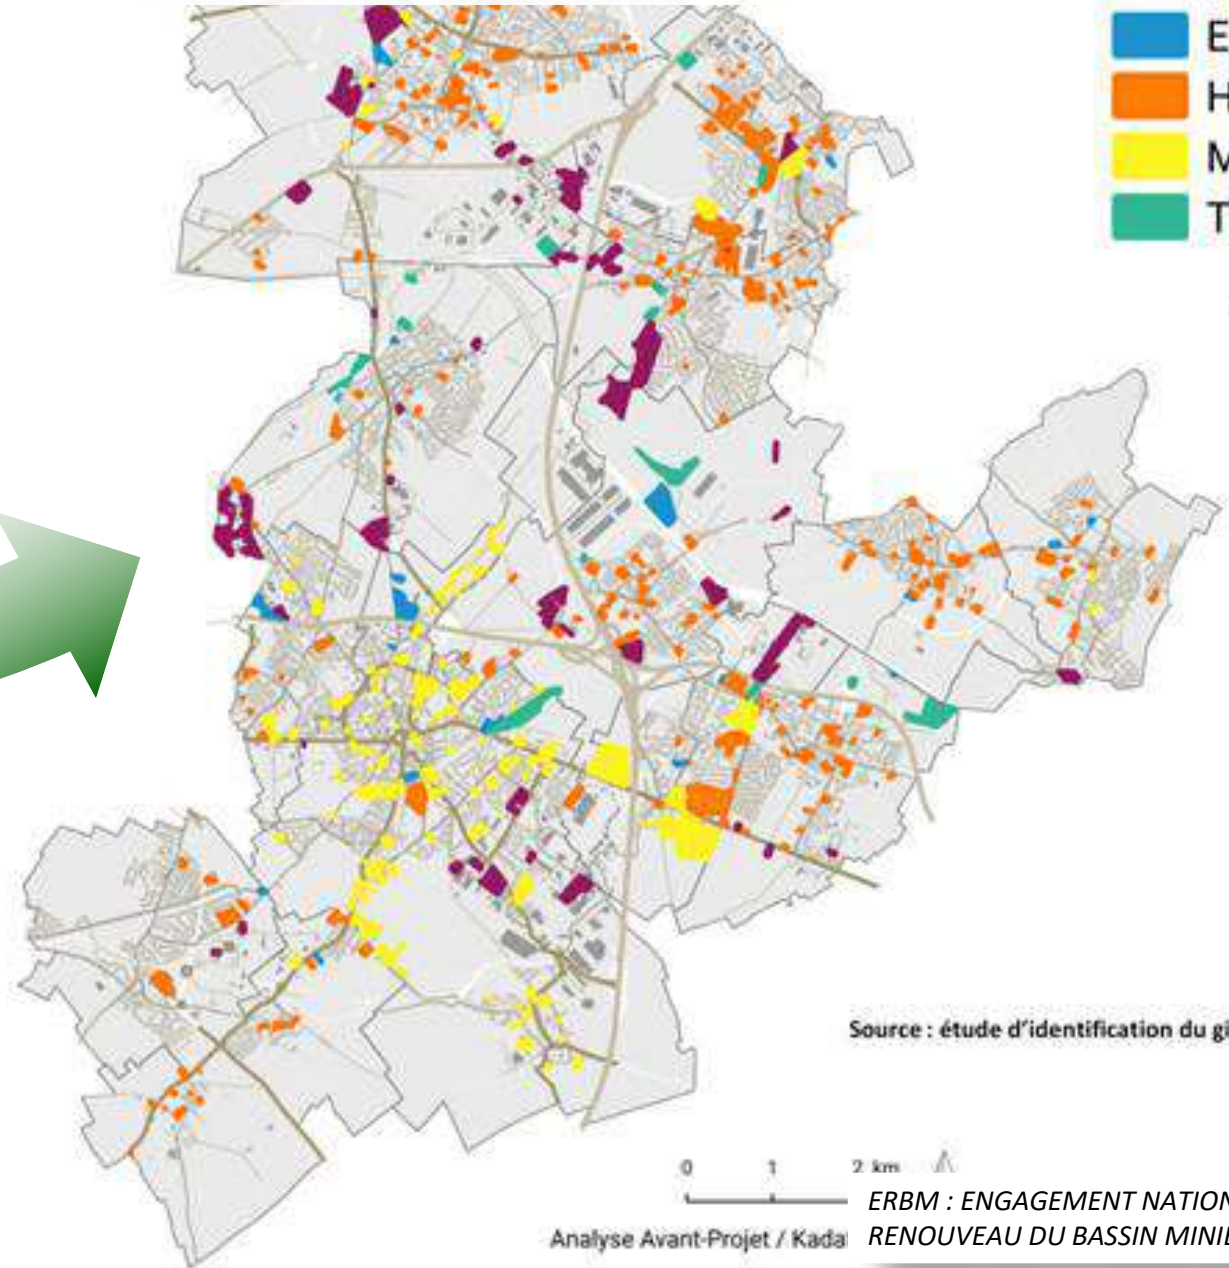 E
H
M
T
Source : étude d'identification du gi
0 1 2 km
Analyse Avant-Projet / Kada
ERBM : ENGAGEMENT NATION
RENOUVEAU DU BASSIN MINIE